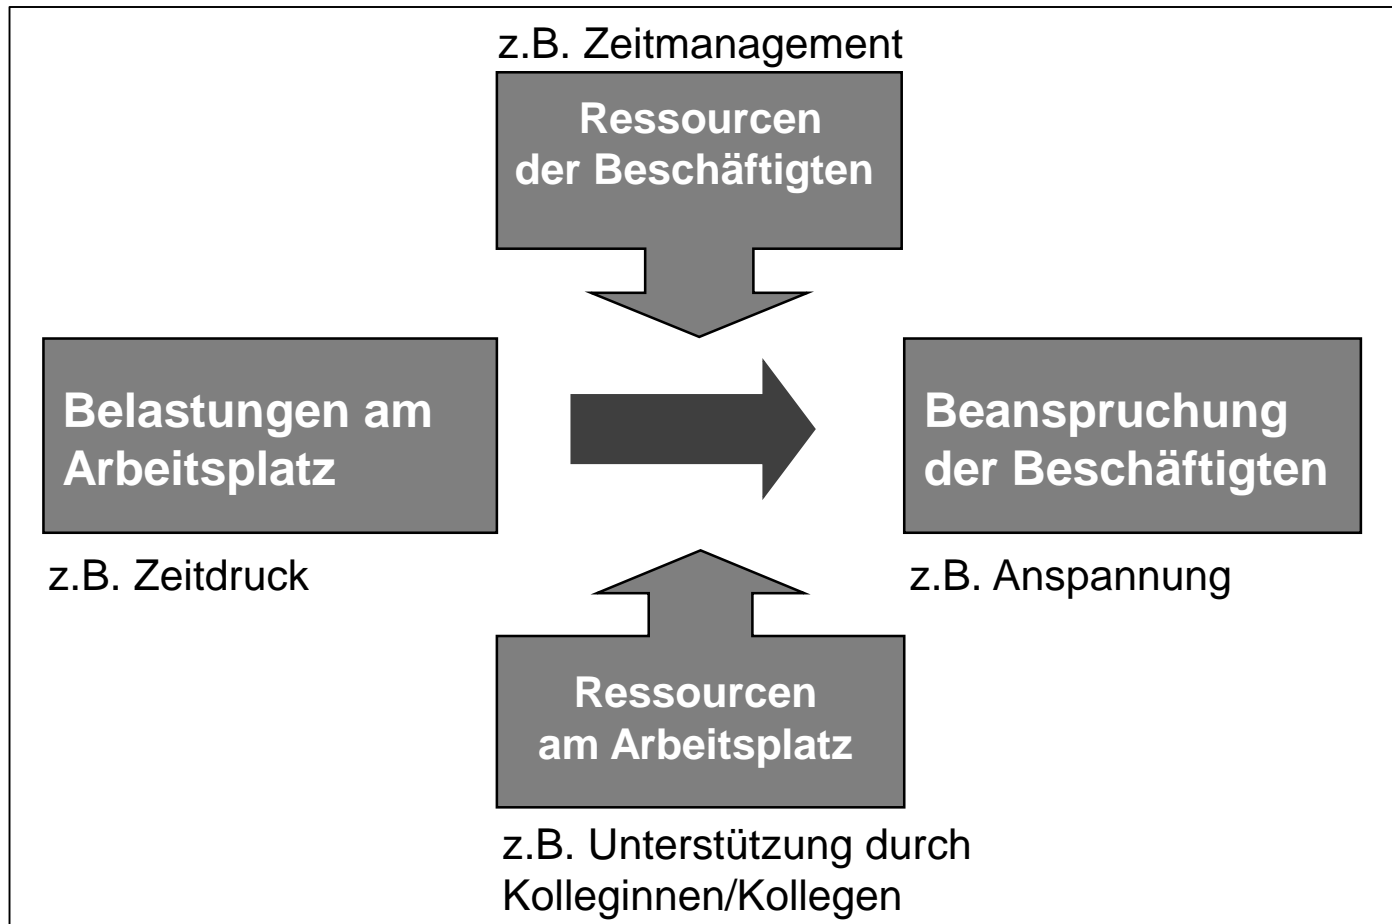 z.B. Zeitmanagement
Ressourcen
der Beschäftigten
Belastungen am
Arbeitsplatz
z.B. Zeitdruck
Beanspruchung
der Beschäftigten
z.B. Anspannung
Ressourcen
am Arbeitsplatz
z.B. Unterstützung durch
Kolleginnen/Kollegen